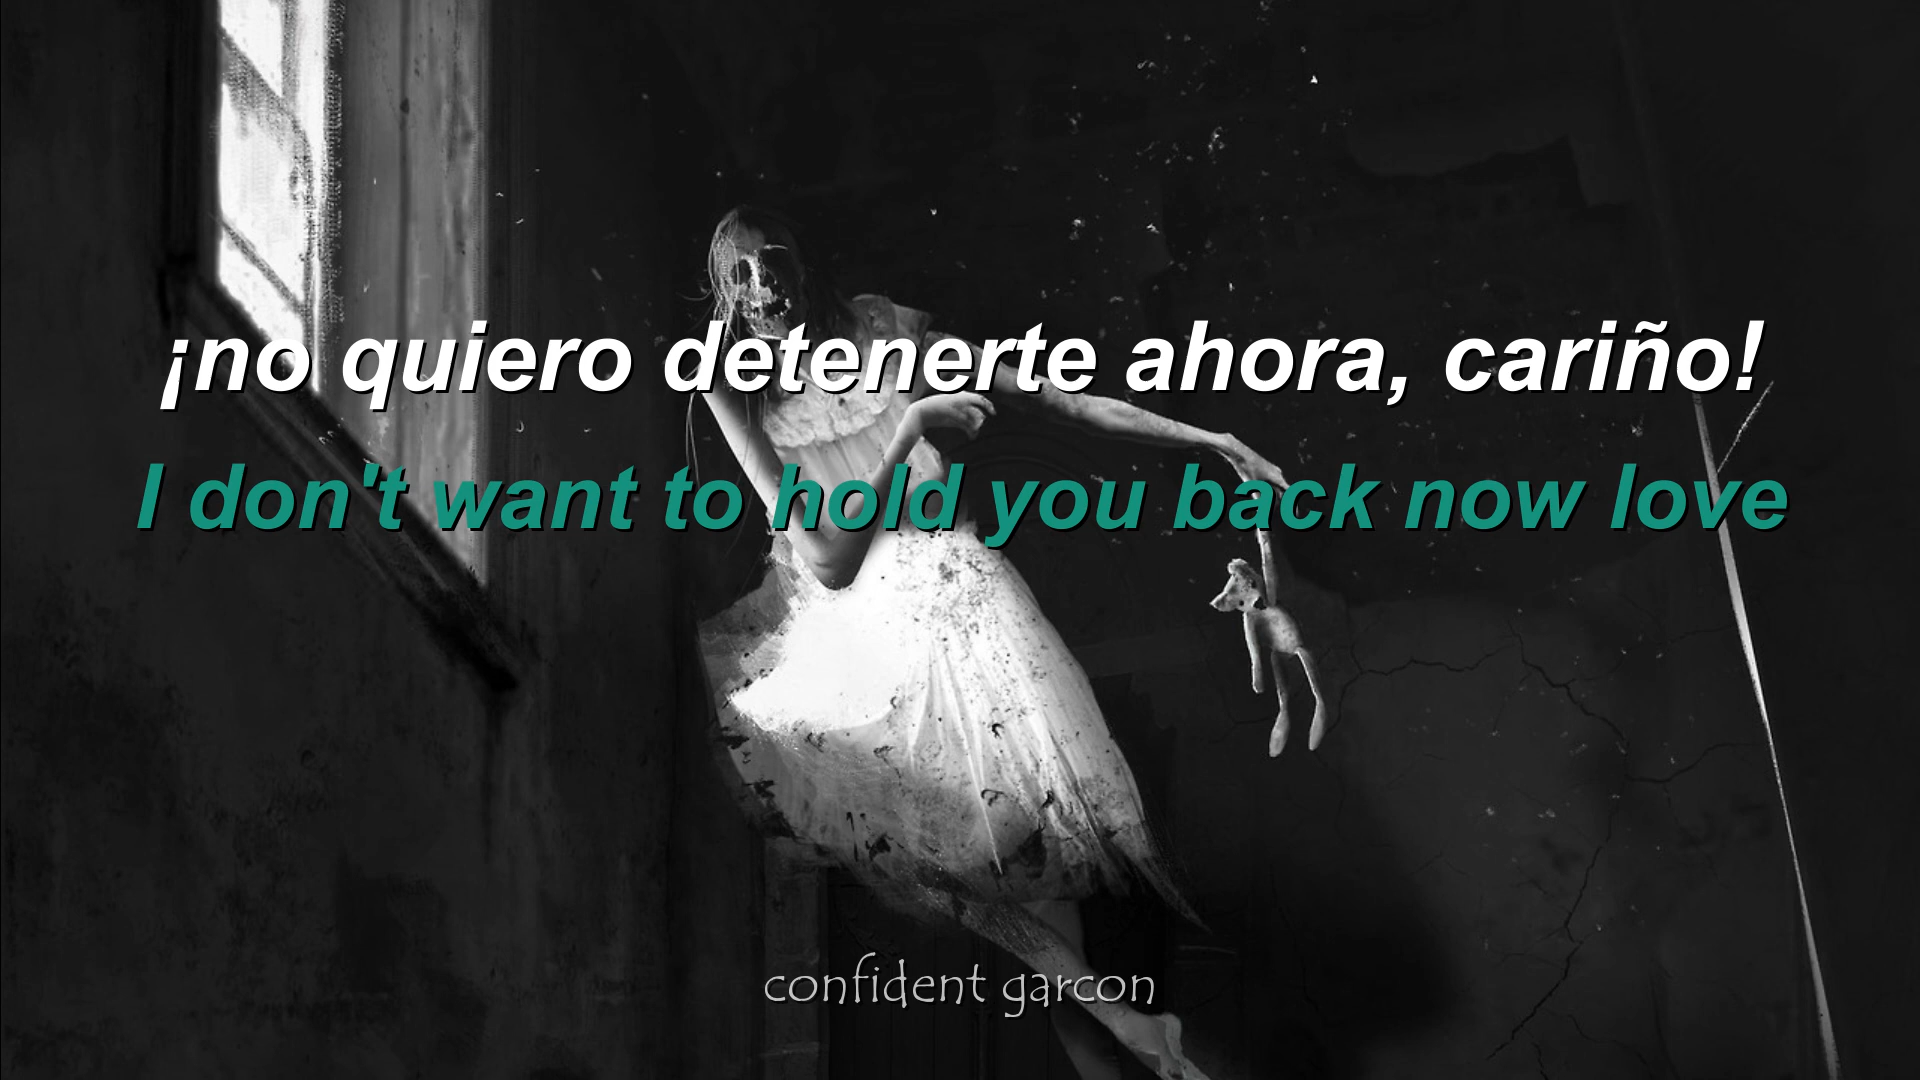 ¡no quiero detenerte ahora, cariño!
I don't want to hold you back now love
confident garcon